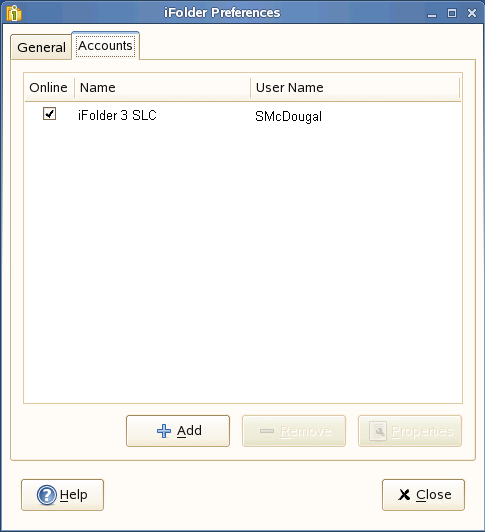 iFolder Preferences
General Accounts
Online Name User Name
iFolder 3 SLC SMcDougal
Add Remove Properties
Help Close